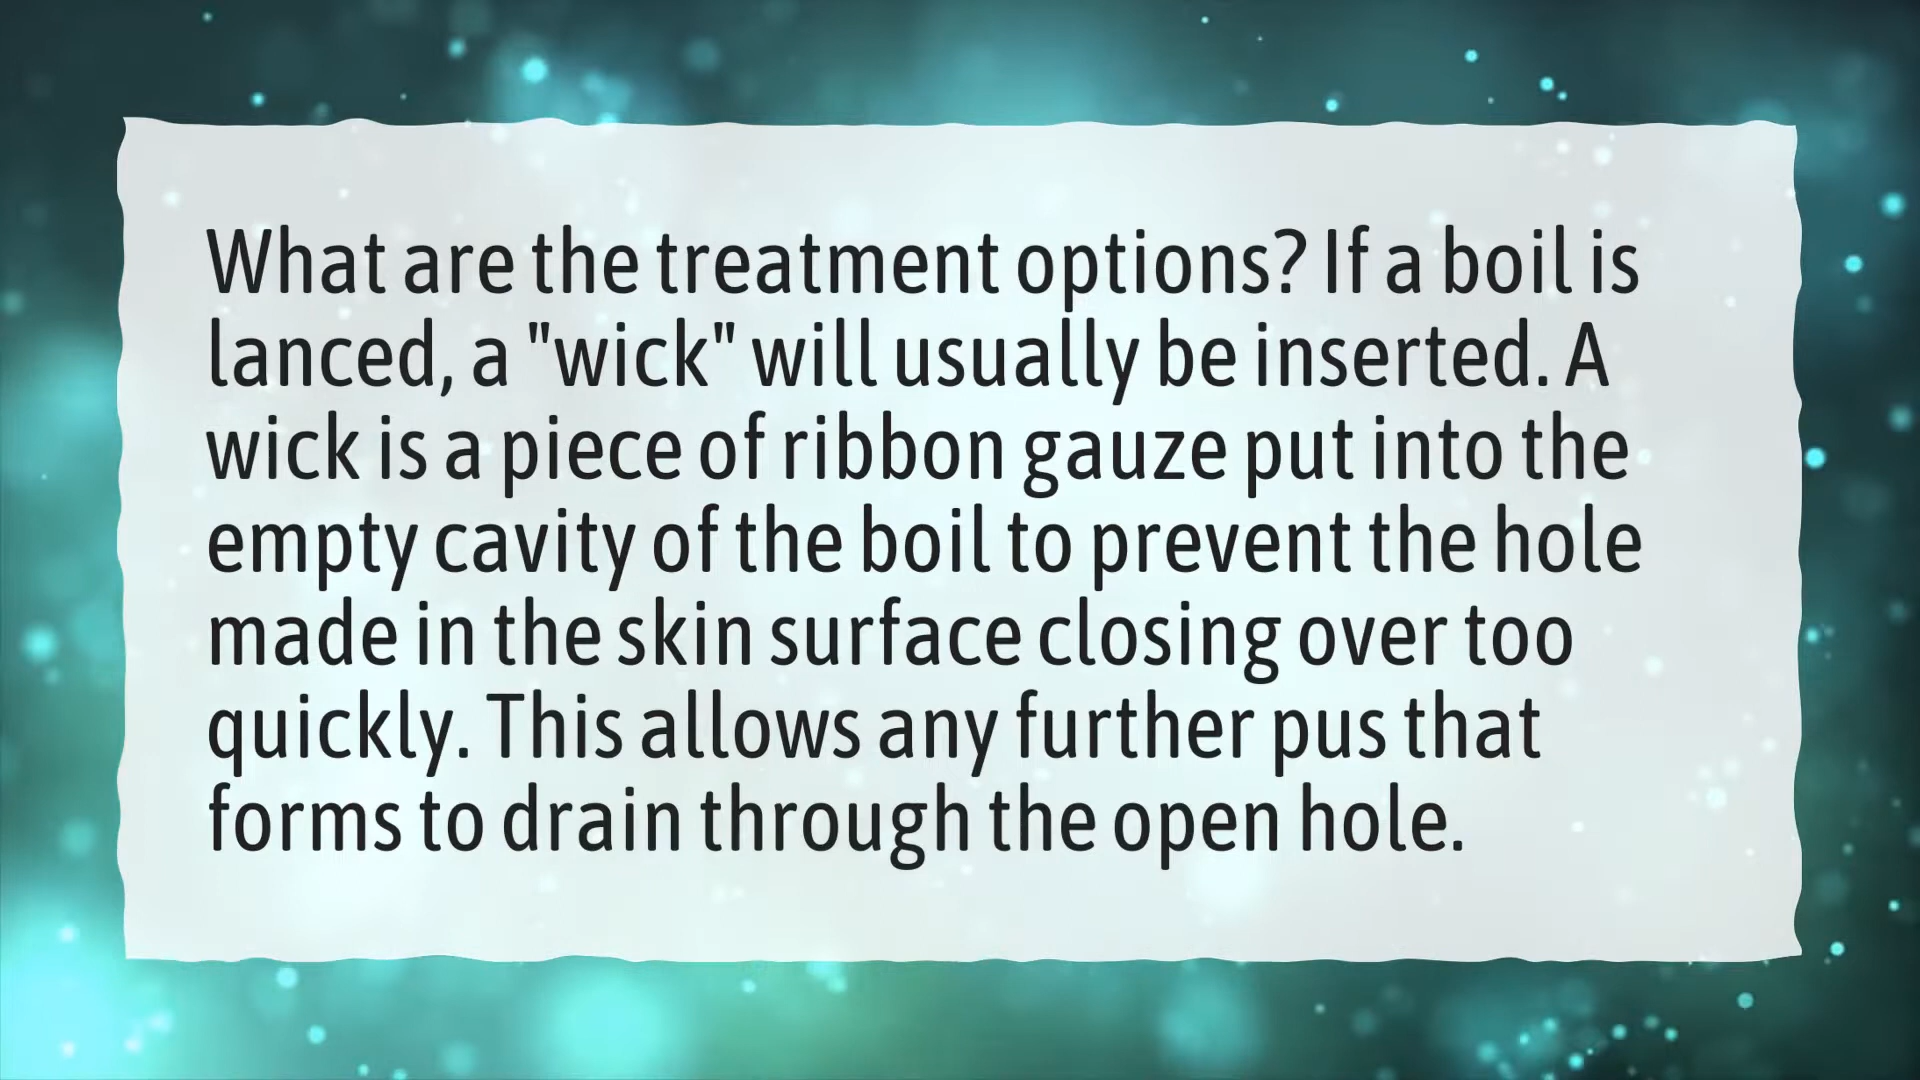 What are the treatment options? If a boil is
lanced, a "wick" will usually be inserted. A
wick is a piece of ribbon gauze put into the
empty cavity of the boil to prevent the hole
made in the skin surface closing over too
quickly. This allows any further pus that
forms to drain through the open hole.